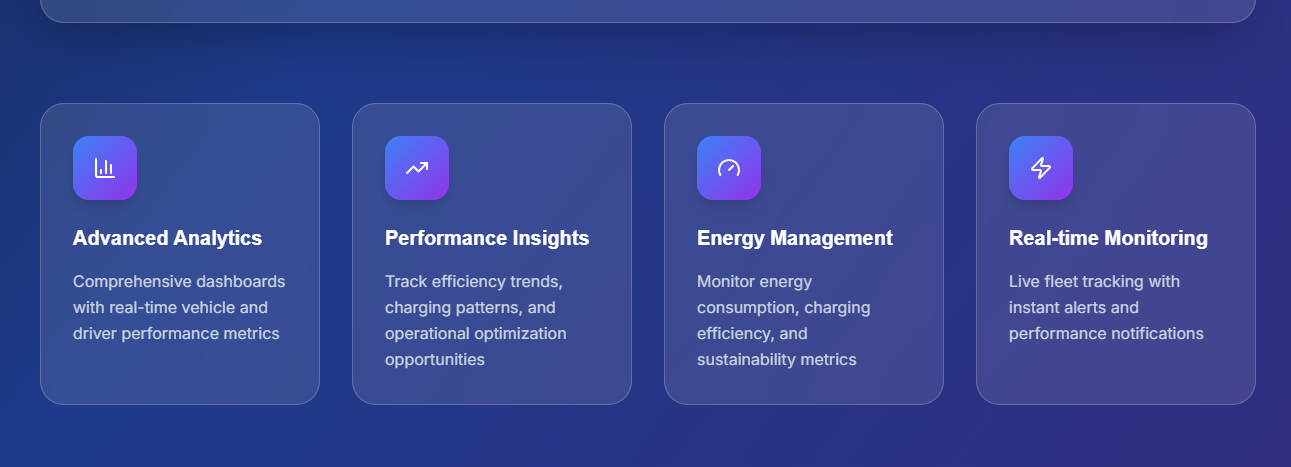 Advanced Analytics
Comprehensive dashboards
with real-time vehicle and
driver performance metrics
Performance Insights
Track efficiency trends,
charging patterns, and
operational optimization
opportunities
Energy Management
Monitor energy
consumption, charging
efficiency, and
sustainability metrics
Real-time Monitoring
Live fleet tracking with
instant alerts and
performance notifications